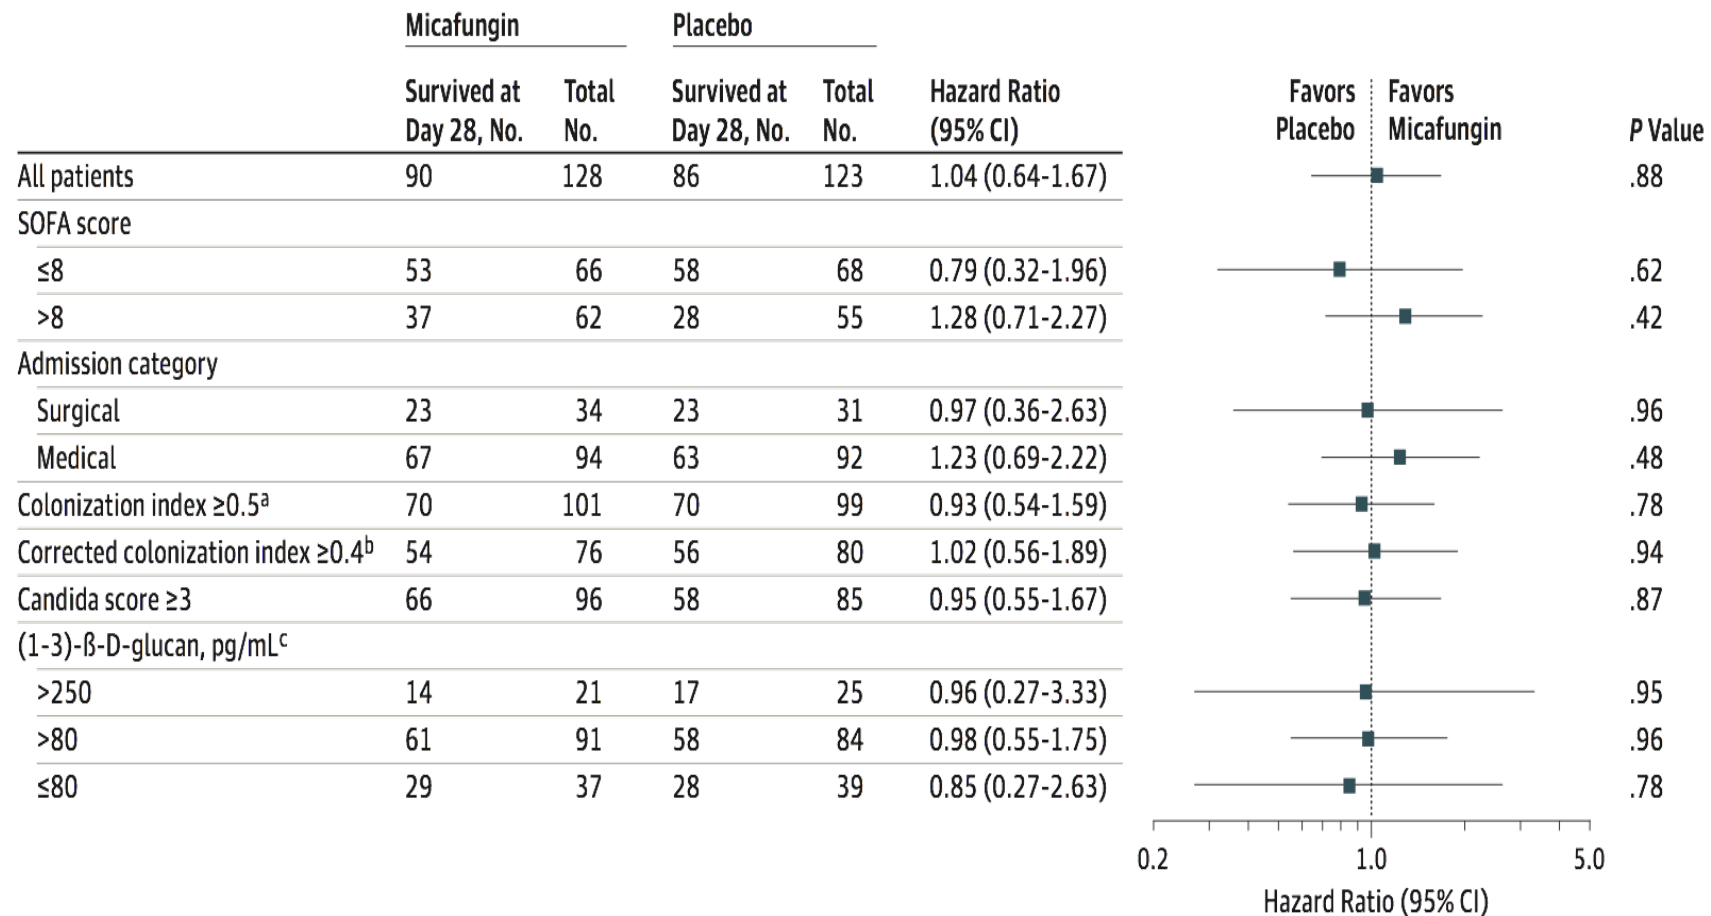 Micafungin Placebo
Survived at Total Survived at Total Hazard Ratio Favors Favors
Day 28, No. No. Day 28, No. No. (95% CI) Placebo Micafungin P Value
All patients 90 128 86 123 1.04 (0.64-1.67) .88
SOFA score
≤8 53 66 58 68 0.79 (0.32-1.96) .62
>8 37 62 28 55 1.28 (0.71-2.27) .42
Admission category
Surgical 23 34 23 31 0.97 (0.36-2.63) .96
Medical 67 94 63 92 1.23 (0.69-2.22) .48
Colonization index ≥0.5a 70 101 70 99 0.93 (0.54-1.59) .78
Corrected colonization index ≥0.4b 54 76 56 80 1.02 (0.56-1.89) .94
Candida score ≥3 66 96 58 85 0.95 (0.55-1.67) .87
(1-3)-ß-D-glucan, pg/mLc
>250 14 21 17 25 0.96 (0.27-3.33) .95
>80 61 91 58 84 0.98 (0.55-1.75) .96
≤80 29 37 28 39 0.85 (0.27-2.63) .78
0.2 1.0 5.0
Hazard Ratio (95% CI)